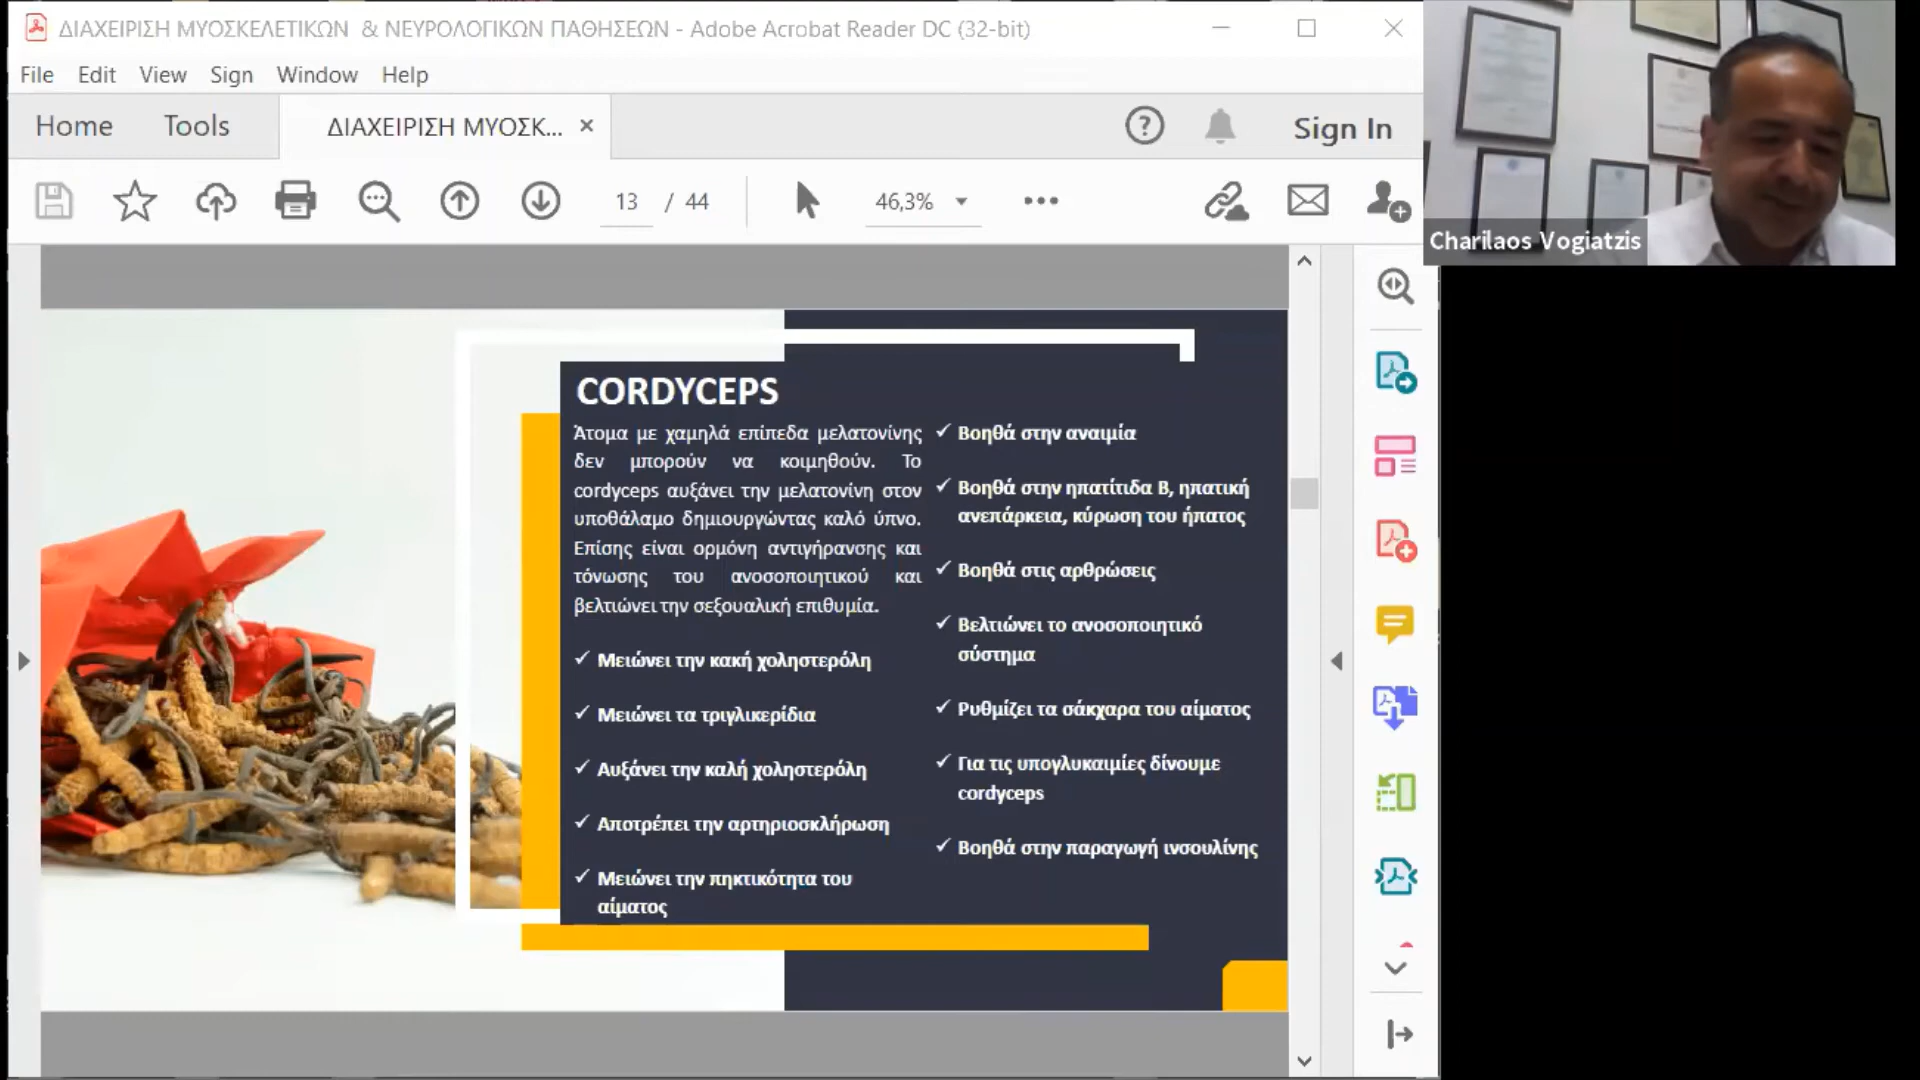 ΔΙΑΧΕΙΡΙΣΗ ΜΥΟΣΚΕΛΕΤΙΚΩΝ & ΝΕΥΡΟΛΟΓΙΚΩΝ ΠΑΘΗΣΕΩΝ - Adobe Acrobat Reader DC (32-bit)
File Edit View Sign Window Help
Home Tools ΔΙΑΧΕΙΡΙΣΗ ΜΥΟΣΚ... Sign In
13 / 44 46,3%
Charilaos Vogiatzis
CORDYCEPS
Άτομα με χαμηλά επίπεδα μελατονίνης
δεν μπορούν να κοιμηθούν. Το
cordyceps αυξάνει την μελατονίνη στον
υποθάλαμο δημιουργώντας καλό ύπνο.
Επίσης είναι ορμόνη αντιγήρανσης και
τόνωσης του ανοσοποιητικού και
βελτιώνει την σεξουαλική επιθυμία.
✓ Μειώνει την κακή χοληστερόλη
✓ Μειώνει τα τριγλικερίδια
✓ Αυξάνει την καλή χοληστερόλη
✓ Αποτρέπει την αρτηριοσκλήρωση
✓ Μειώνει την πηκτικότητα του
αίματος
✓ Βοηθά στην αναιμία
✓ Βοηθά στην ηπατίτιδα Β, ηπατική
ανεπάρκεια, κύρωση του ήπατος
✓ Βοηθά στις αρθρώσεις
✓ Βελτιώνει το ανοσοποιητικό
σύστημα
✓ Ρυθμίζει τα σάκχαρα του αίματος
✓ Για τις υπογλυκαιμίες δίνουμε
cordyceps
✓ Βοηθά στην παραγωγή ινσουλίνης